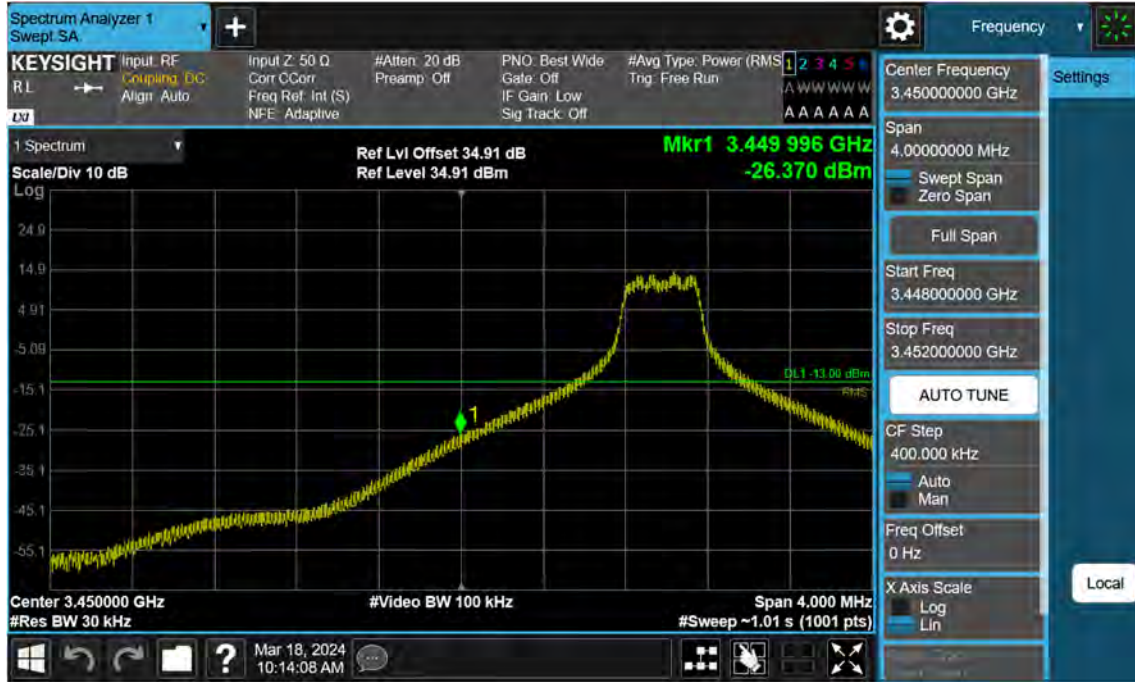 Spectrum Analyzer 1
Swept SA
+
Frequency
KEYSIGHT
RL
LXI
Input: RF
Coupling: DC
Align: Auto
Input Z: 50 Ω
Corr CCorr
Freq Ref: Int (S)
NFE: Adaptive
#Atten: 20 dB
Preamp: Off
PNO: Best Wide
Gate: Off
IF Gain: Low
Sig Track: Off
#Avg Type: Power (RMS
Trig: Free Run
1 2 3 4 5 6
A W W W W W
A A A A A A
1 Spectrum
Scale/Div 10 dB
Log
Ref Lvl Offset 34.91 dB
Ref Level 34.91 dBm
Mkr1 3.449 996 GHz
-26.370 dBm
24.9
14.9
4.91
-5.09
-15.1
-25.1
-35.1
-45.1
-55.1
DL1 -13.00 dBm
RMS
1
Center 3.450000 GHz
#Res BW 30 kHz
#Video BW 100 kHz
Span 4.000 MHz
#Sweep ~1.01 s (1001 pts)
Center Frequency
3.450000000 GHz
Span
4.00000000 MHz
Swept Span
Zero Span
Full Span
Start Freq
3.448000000 GHz
Stop Freq
3.452000000 GHz
AUTO TUNE
CF Step
400.000 kHz
Auto
Man
Freq Offset
0 Hz
X Axis Scale
Log
Lin
Settings
Local
?
Mar 18, 2024
10:14:08 AM